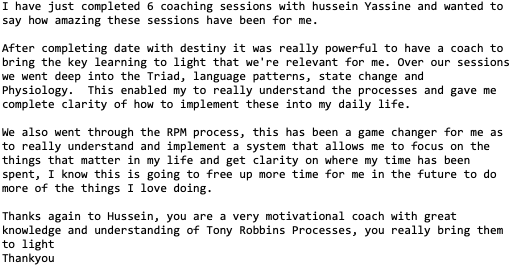 I have just completed 6 coaching sessions with hussein Yassine and wanted to
say how amazing these sessions have been for me.
After completing date with destiny it was really powerful to have a coach to
bring the key learning to light that we're relevant for me. Over our sessions
we went deep into the Triad, language patterns, state change and
Physiology.  This enabled my to really understand the processes and gave me
complete clarity of how to implement these into my daily life.
We also went through the RPM process, this has been a game changer for me as
to really understand and implement a system that allows me to focus on the
things that matter in my life and get clarity on where my time has been
spent, I know this is going to free up more time for me in the future to do
more of the things I love doing.
Thanks again to Hussein, you are a very motivational coach with great
knowledge and understanding of Tony Robbins Processes, you really bring them
to light
Thankyou